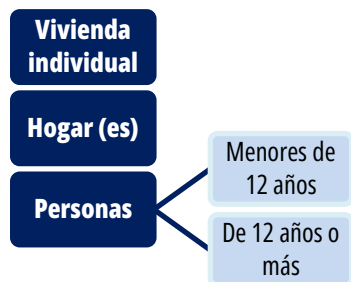 Vivienda
individual
Hogar (es)
Personas
Menores de
12 años
De 12 años o
más